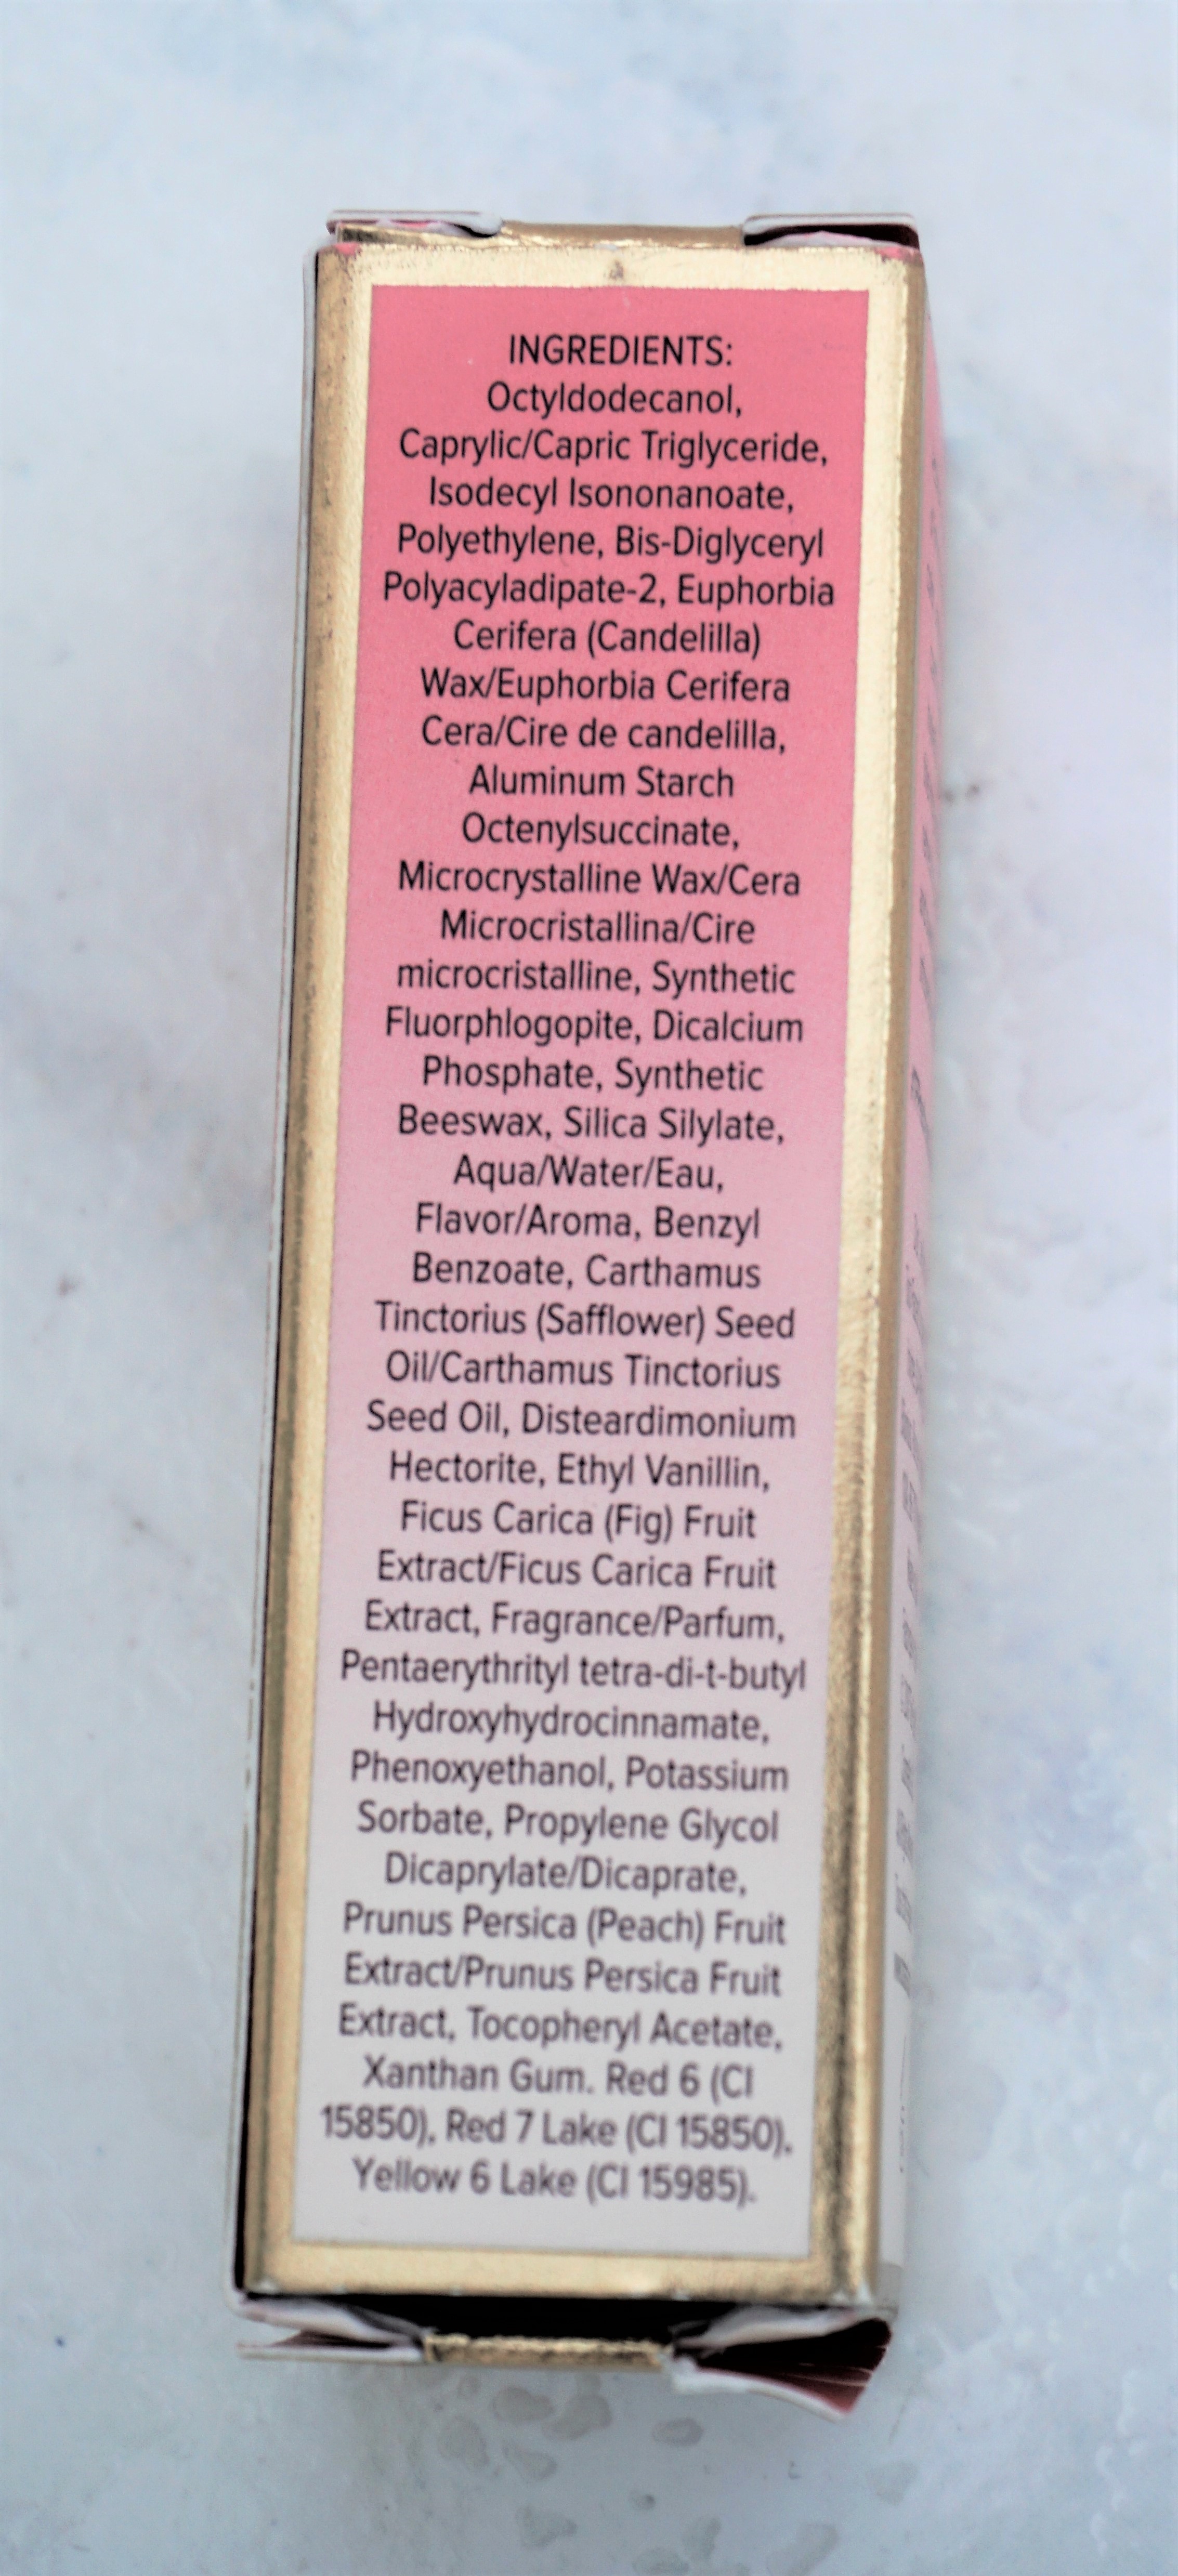 INGREDIENTS:
Octyldodecanol,
Caprylic/Capric Triglyceride,
Isodecyl Isononanoate,
Polyethylene, Bis-Diglyceryl
Polyacyladipate-2, Euphorbia
Cerifera (Candelilla)
Wax/Euphorbia Cerifera
Cera/Cire de candelilla,
Aluminum Starch
Octenylsuccinate,
Microcrystalline Wax/Cera
Microcristallina/Cire
microcristalline, Synthetic
Fluorphlogopite, Dicalcium
Phosphate, Synthetic
Beeswax, Silica Silylate,
Aqua/Water/Eau,
Flavor/Aroma, Benzyl
Benzoate, Carthamus
Tinctorius (Safflower) Seed
Oil/Carthamus Tinctorius
Seed Oil, Disteardimonium
Hectorite, Ethyl Vanillin,
Ficus Carica (Fig) Fruit
Extract/Ficus Carica Fruit
Extract, Fragrance/Parfum,
Pentaerythrityl tetra-di-t-butyl
Hydroxyhydrocinnamate,
Phenoxyethanol, Potassium
Sorbate, Propylene Glycol
Dicaprylate/Dicaprate,
Prunus Persica (Peach) Fruit
Extract/Prunus Persica Fruit
Extract, Tocopheryl Acetate,
Xanthan Gum. Red 6 (CI
15850), Red 7 Lake (CI 15850),
Yellow 6 Lake (CI 15985).